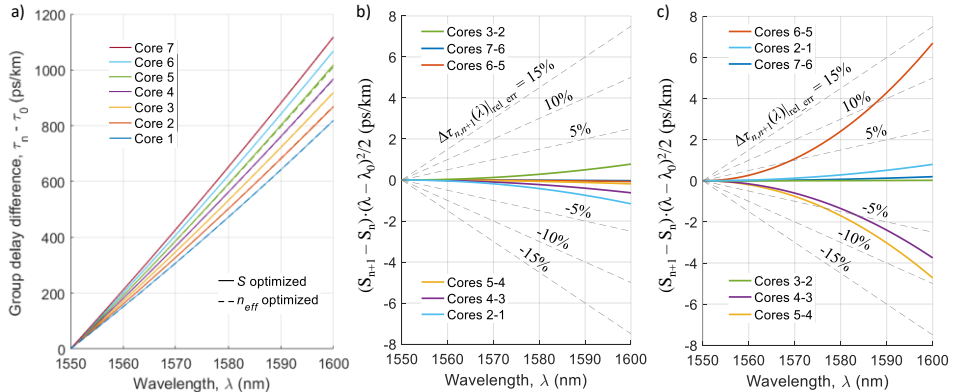 a)
Group delay difference, τn - τ0 (ps/km)
1200
1000
800
600
400
200
0
Core 7
Core 6
Core 5
Core 4
Core 3
Core 2
Core 1
S optimized
neff optimized
1550 1560 1570 1580 1590 1600
Wavelength, λ (nm)
b)
(Sn+1 − Sn)·(λ − λ0)²/2 (ps/km)
8
6
4
2
0
-2
-4
-6
-8
Cores 3-2
Cores 7-6
Cores 6-5
Δτn,n+1(λ)|rel_err = 15%
10%
5%
-5%
-10%
-15%
Cores 5-4
Cores 4-3
Cores 2-1
1550 1560 1570 1580 1590 1600
Wavelength, λ (nm)
c)
(Sn+1 − Sn)·(λ − λ0)²/2 (ps/km)
8
6
4
2
0
-2
-4
-6
-8
Cores 6-5
Cores 2-1
Cores 7-6
Δτn,n+1(λ)|rel_err = 15%
10%
5%
-5%
-10%
-15%
Cores 3-2
Cores 4-3
Cores 5-4
1550 1560 1570 1580 1590 1600
Wavelength, λ (nm)